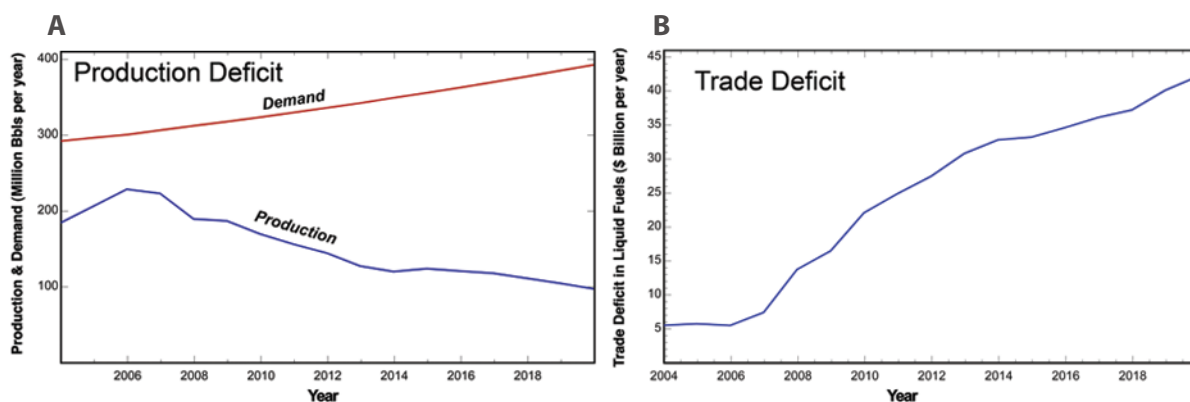 A
Production Deficit
Production & Demand (Million Bbls per year)
400
300
200
100
Demand
Production
2006 2008 2010 2012 2014 2016 2018
Year
B
Trade Deficit
Trade Deficit in Liquid Fuels ($ Billion per year)
45
40
35
30
25
20
15
10
5
2004 2006 2008 2010 2012 2014 2016 2018
Year